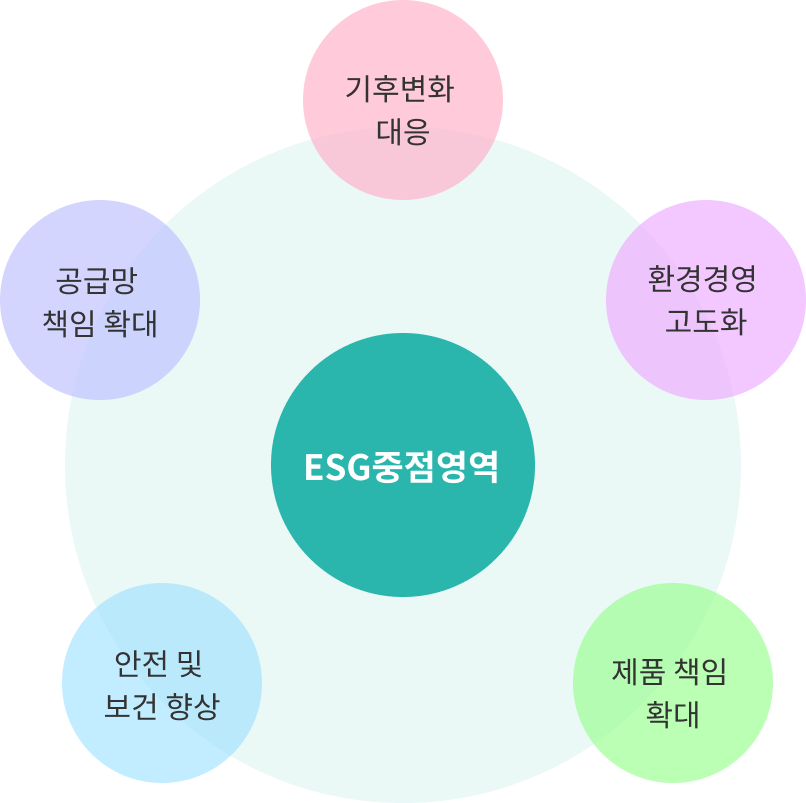 기후변화
대응
공급망
책임 확대
환경경영
고도화
ESG중점영역
안전 및
보건 향상
제품 책임
확대